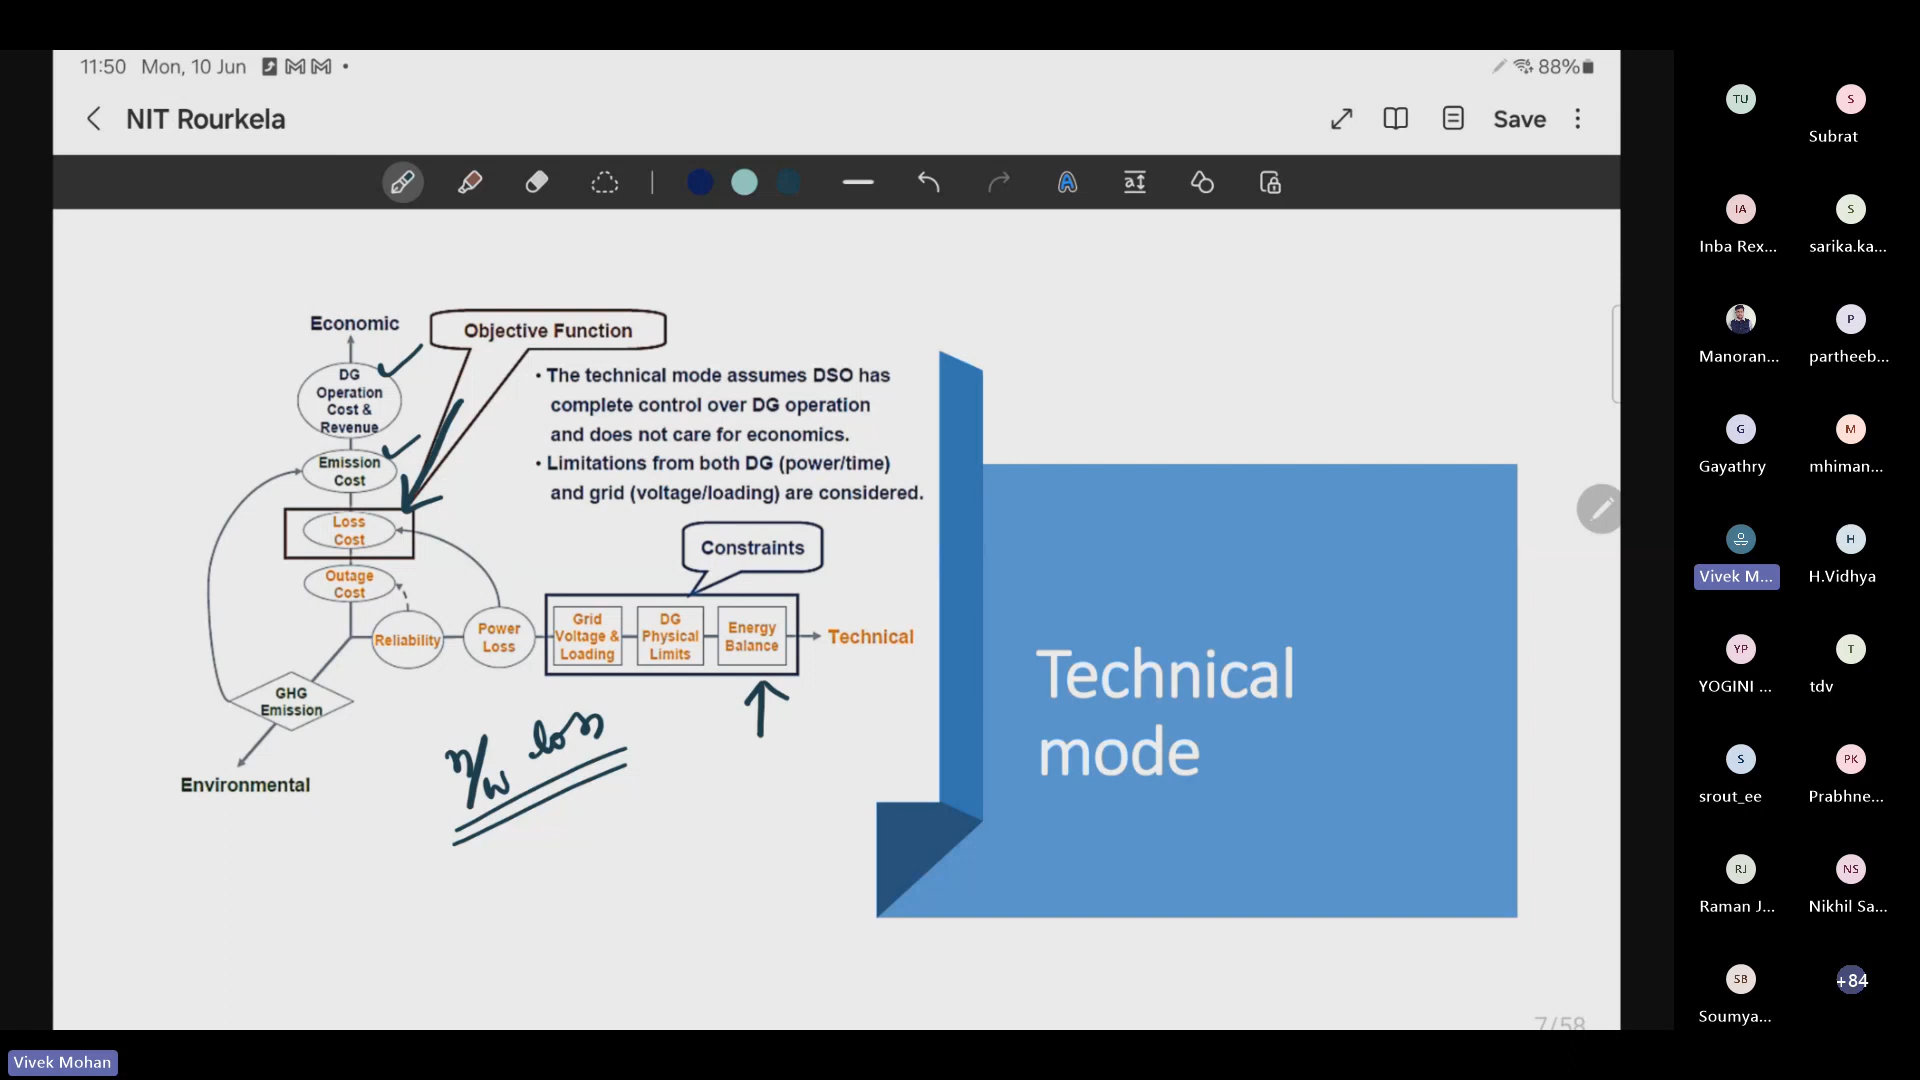 11:50 Mon, 10 Jun
88%
NIT Rourkela
Save
Economic
Objective Function
DG
Operation
Cost &
Revenue
Emission
Cost
Loss
Cost
Outage
Cost
• The technical mode assumes DSO has
complete control over DG operation
and does not care for economics.
• Limitations from both DG (power/time)
and grid (voltage/loading) are considered.
Constraints
Reliability
Power
Loss
Grid
Voltage &
Loading
DG
Physical
Limits
Energy
Balance
Technical
GHG
Emission
Environmental
n/w loss
Technical
mode
7/58
TU
S
Subrat
IA
Inba Rex...
S
sarika.ka...
Manoran...
P
partheeb...
G
Gayathry
M
mhiman...
Vivek M...
H
H.Vidhya
YP
YOGINI ...
T
tdv
S
srout_ee
PK
Prabhne...
RJ
Raman J...
NS
Nikhil Sa...
SB
Soumya...
+84
Vivek Mohan